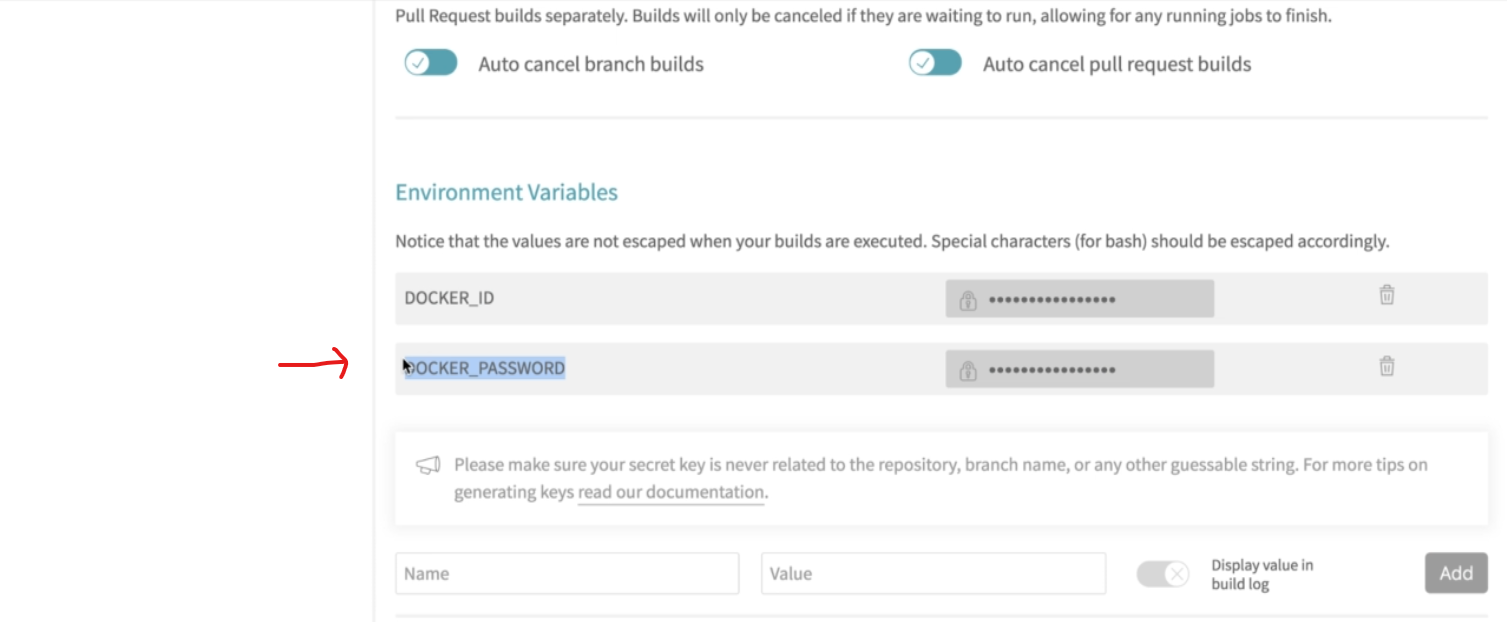 Pull Request builds separately. Builds will only be canceled if they are waiting to run, allowing for any running jobs to finish.
Auto cancel branch builds
Auto cancel pull request builds
Environment Variables
Notice that the values are not escaped when your builds are executed. Special characters (for bash) should be escaped accordingly.
DOCKER_ID
••••••••••••••••
DOCKER_PASSWORD
••••••••••••••••
Please make sure your secret key is never related to the repository, branch name, or any other guessable string. For more tips on
generating keys read our documentation.
Name
Value
Display value in
build log
Add